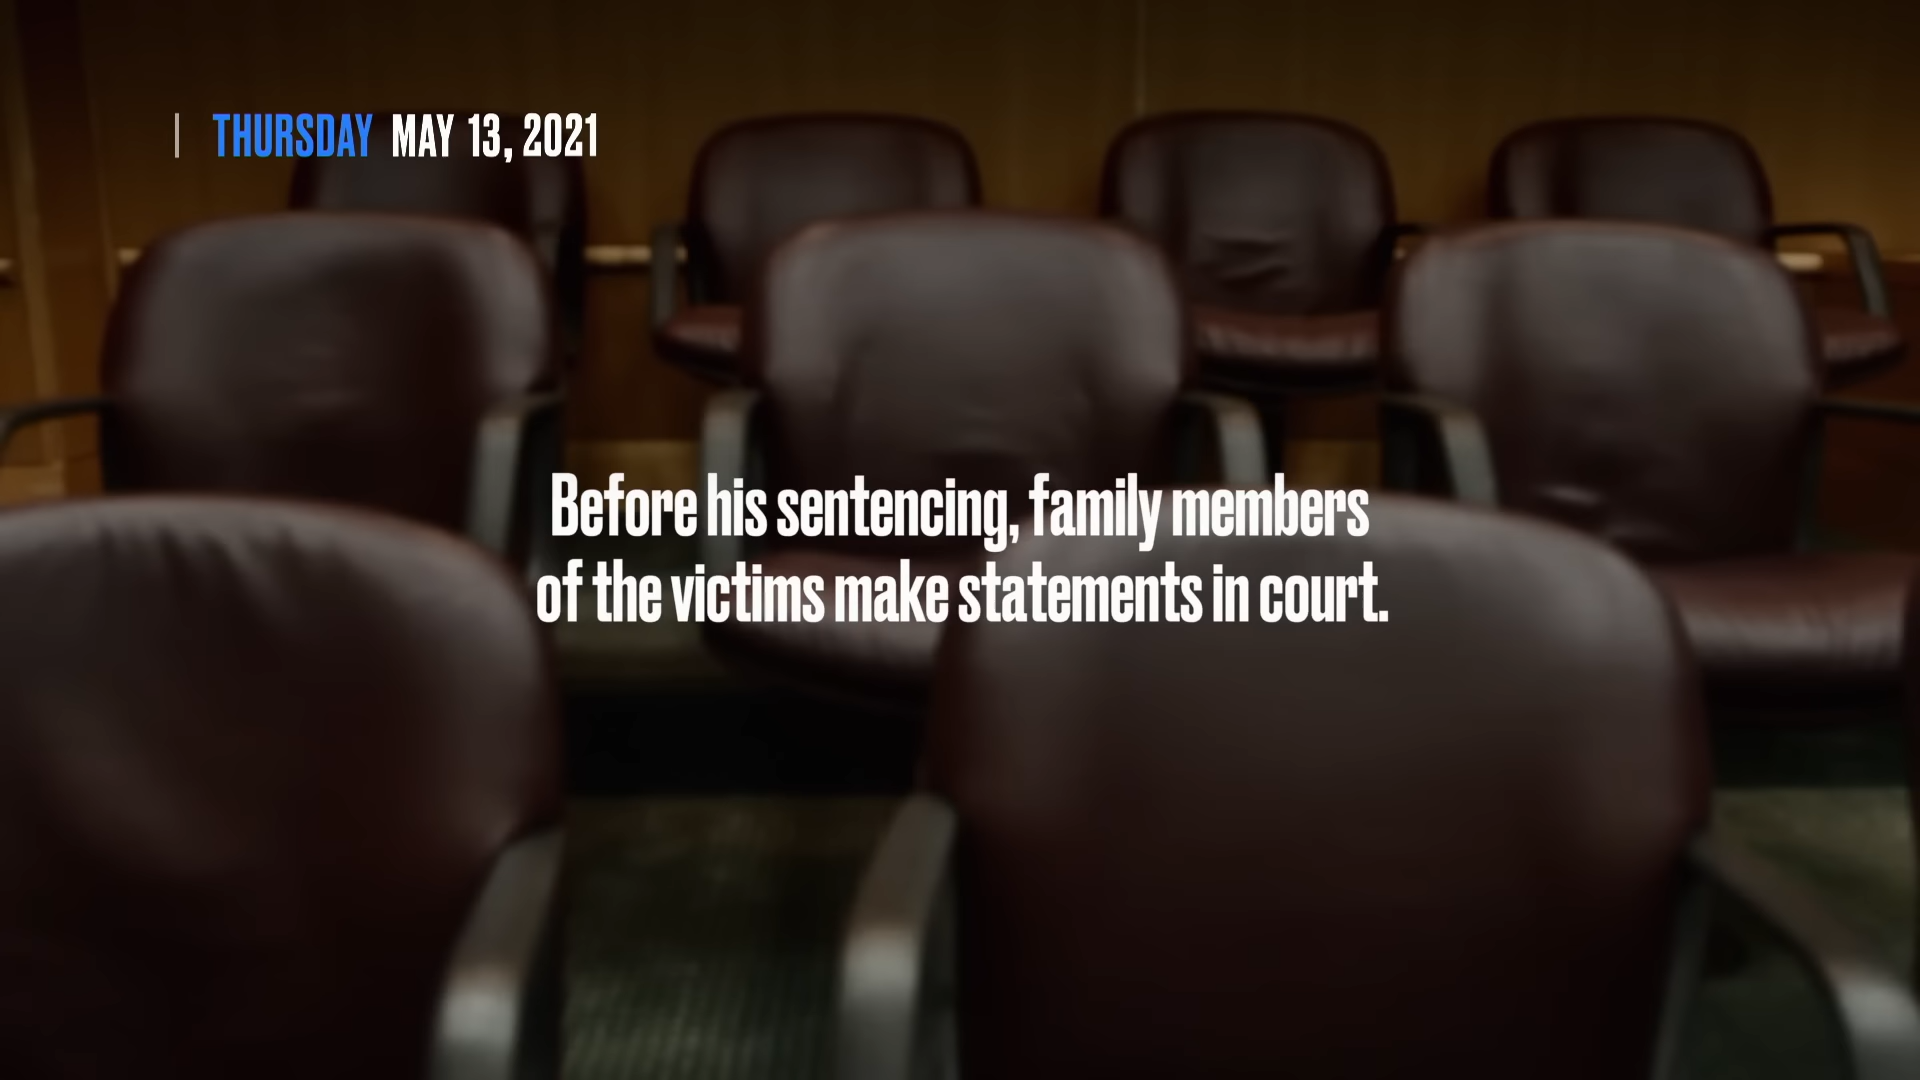 THURSDAY MAY 13, 2021
Before his sentencing, family members
of the victims make statements in court.